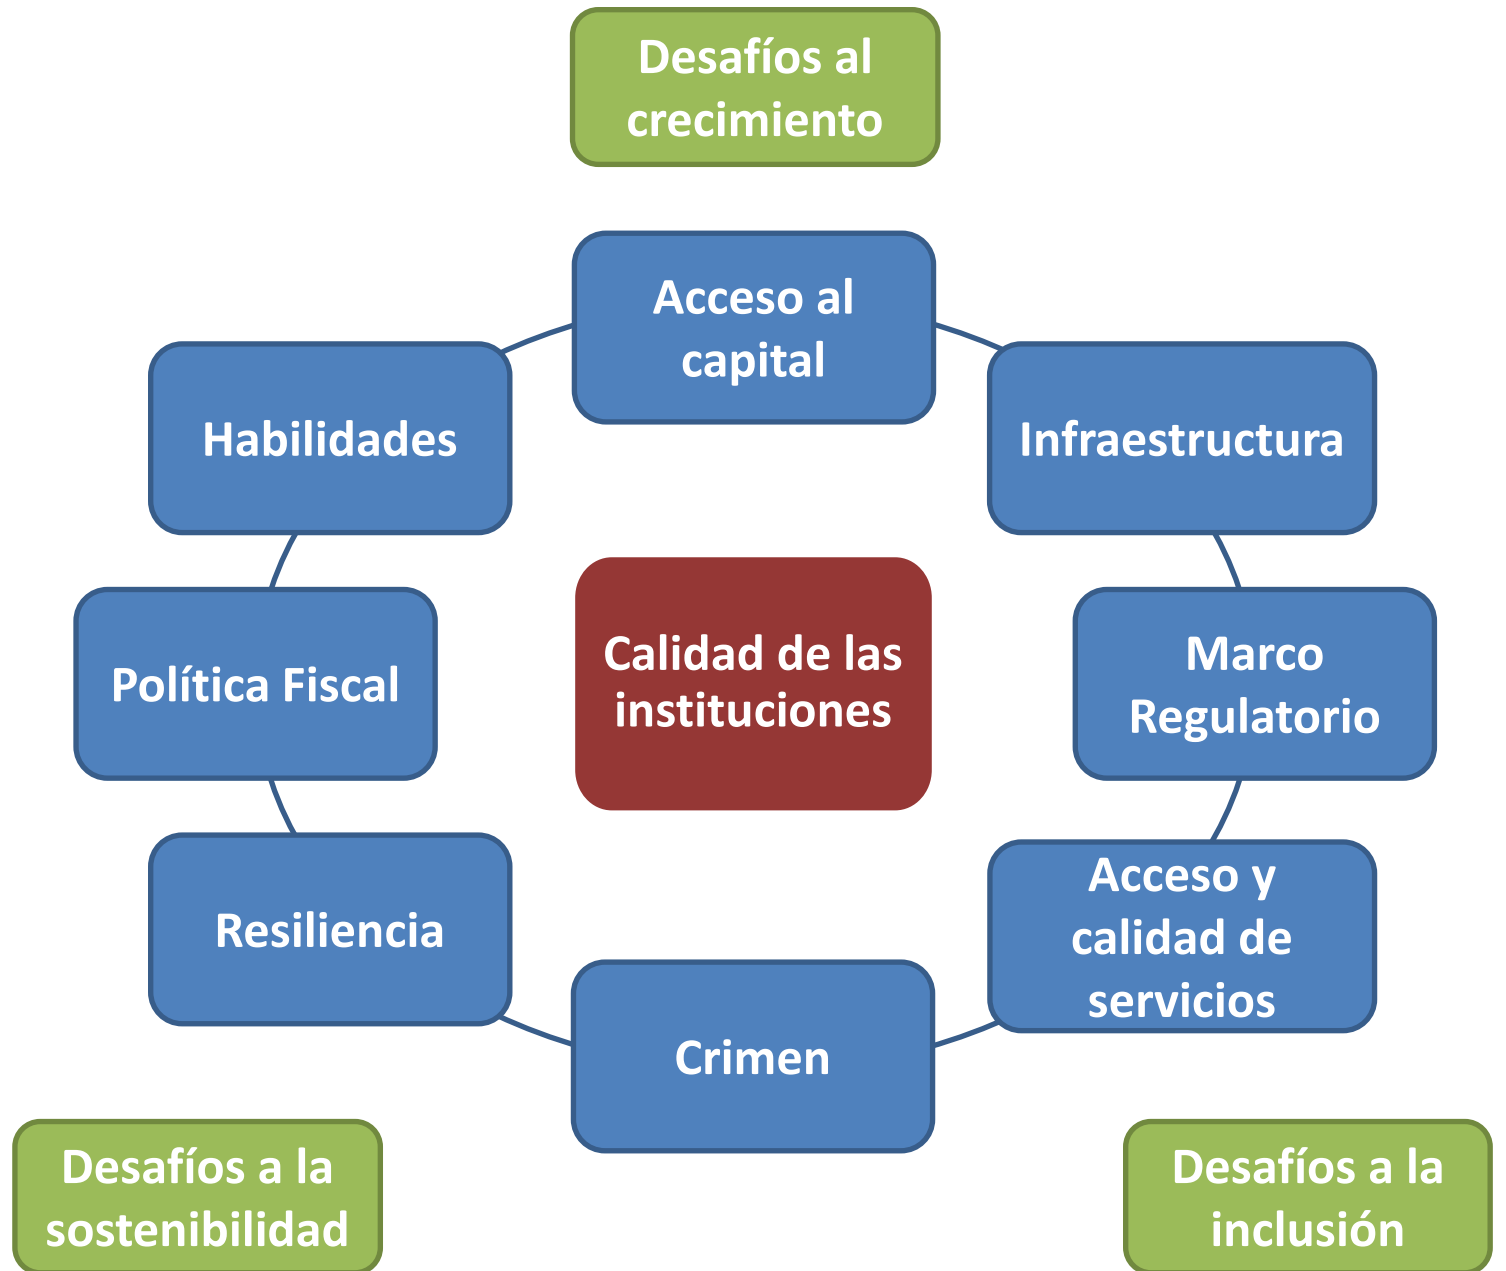 Desafíos al
crecimiento
Acceso al
capital
Habilidades
Infraestructura
Calidad de las
instituciones
Política Fiscal
Marco
Regulatorio
Resiliencia
Acceso y
calidad de
servicios
Crimen
Desafíos a la
sostenibilidad
Desafíos a la
inclusión